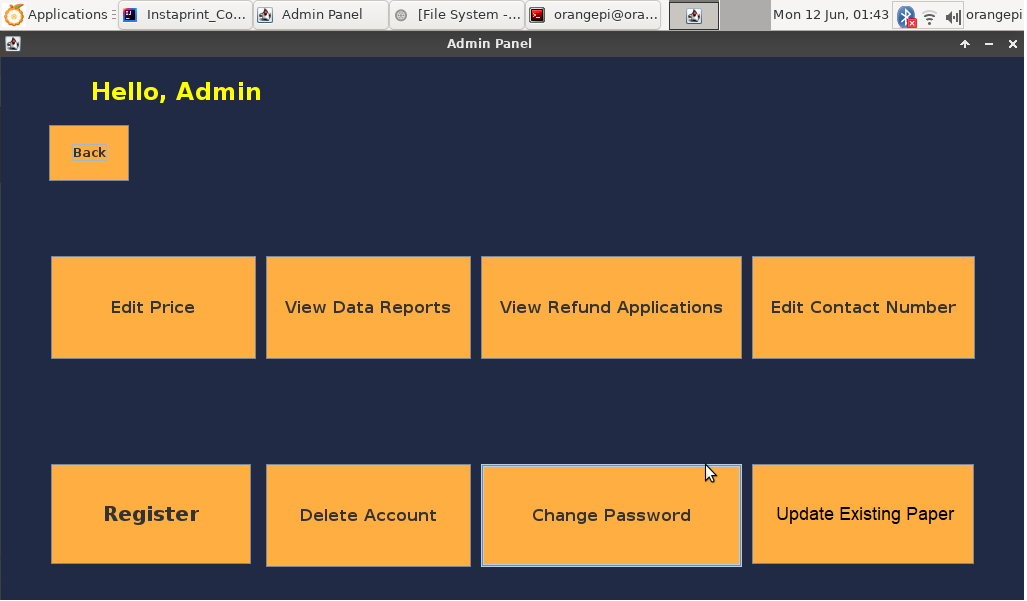 Applications
Instaprint_Co...
Admin Panel
[File System -...
orangepi@ora...
Mon 12 Jun, 01:43
orangepi
Admin Panel
Hello, Admin
Back
Edit Price
View Data Reports
View Refund Applications
Edit Contact Number
Register
Delete Account
Change Password
Update Existing Paper